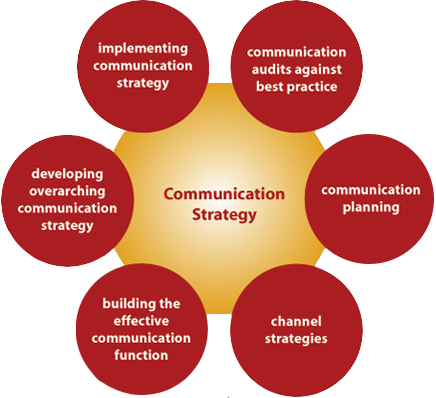 implementing
communication
strategy
communication
audits against
best practice
developing
overarching
communication
strategy
Communication
Strategy
communication
planning
building the
effective
communication
function
channel
strategies